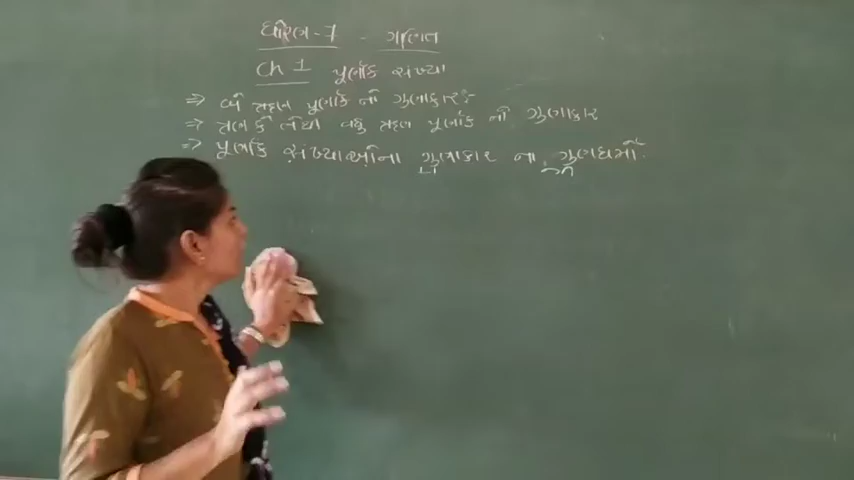 ધોરણ-7 - ગણિત
Ch 1 પૂર્ણાંક સંખ્યા
⇒ બે ઋણ પૂર્ણાંક નો ગુણાકાર :-
⇒ ત્રણ કે તેથી વધુ ઋણ પૂર્ણાંક નો ગુણાકાર
⇒ પૂર્ણાંક સંખ્યાઓના ગુણાકાર ના ગુણધર્મો.